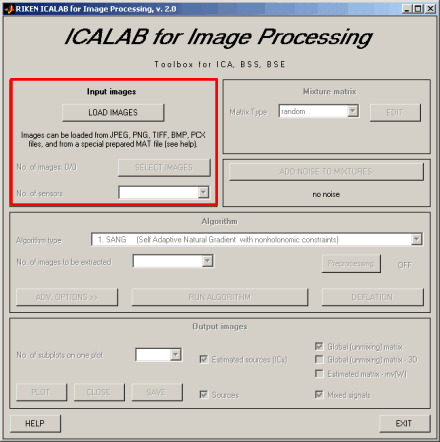 RIKEN ICALAB for Image Processing, v. 2.0
ICALAB for Image Processing
Toolbox for ICA, BSS, BSE
Input images
LOAD IMAGES
Images can be loaded from JPEG, PNG, TIFF, BMP, PCX
files, and from a special prepared MAT file (see help).
No. of images: 0/0
SELECT IMAGES
No. of sensors
Mixture matrix
Matrix Type
random
EDIT
ADD NOISE TO MIXTURES
no noise
Algorithm
Algorithm type
1. SANG (Self Adaptive Natural Gradient with nonholonomic constraints)
No. of images to be extracted
Preprocessing
OFF
ADV. OPTIONS >>
RUN ALGORITHM
DEFLATION
Output images
No. of subplots on one plot
Estimated sources (ICs)
Global (unmixing) matrix
Global (unmixing) matrix - 3D
Estimated matrix - inv(W)
PLOT
CLOSE
SAVE
Sources
Mixed signals
HELP
EXIT